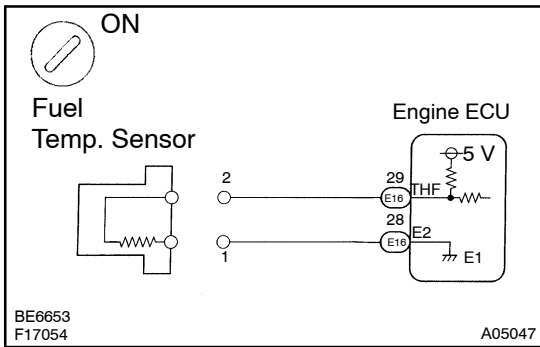 ON
Fuel
Temp. Sensor
Engine ECU
5 V
2
29
THF
E16
28
E2
E16
1
E1
BE6653
F17054
A05047